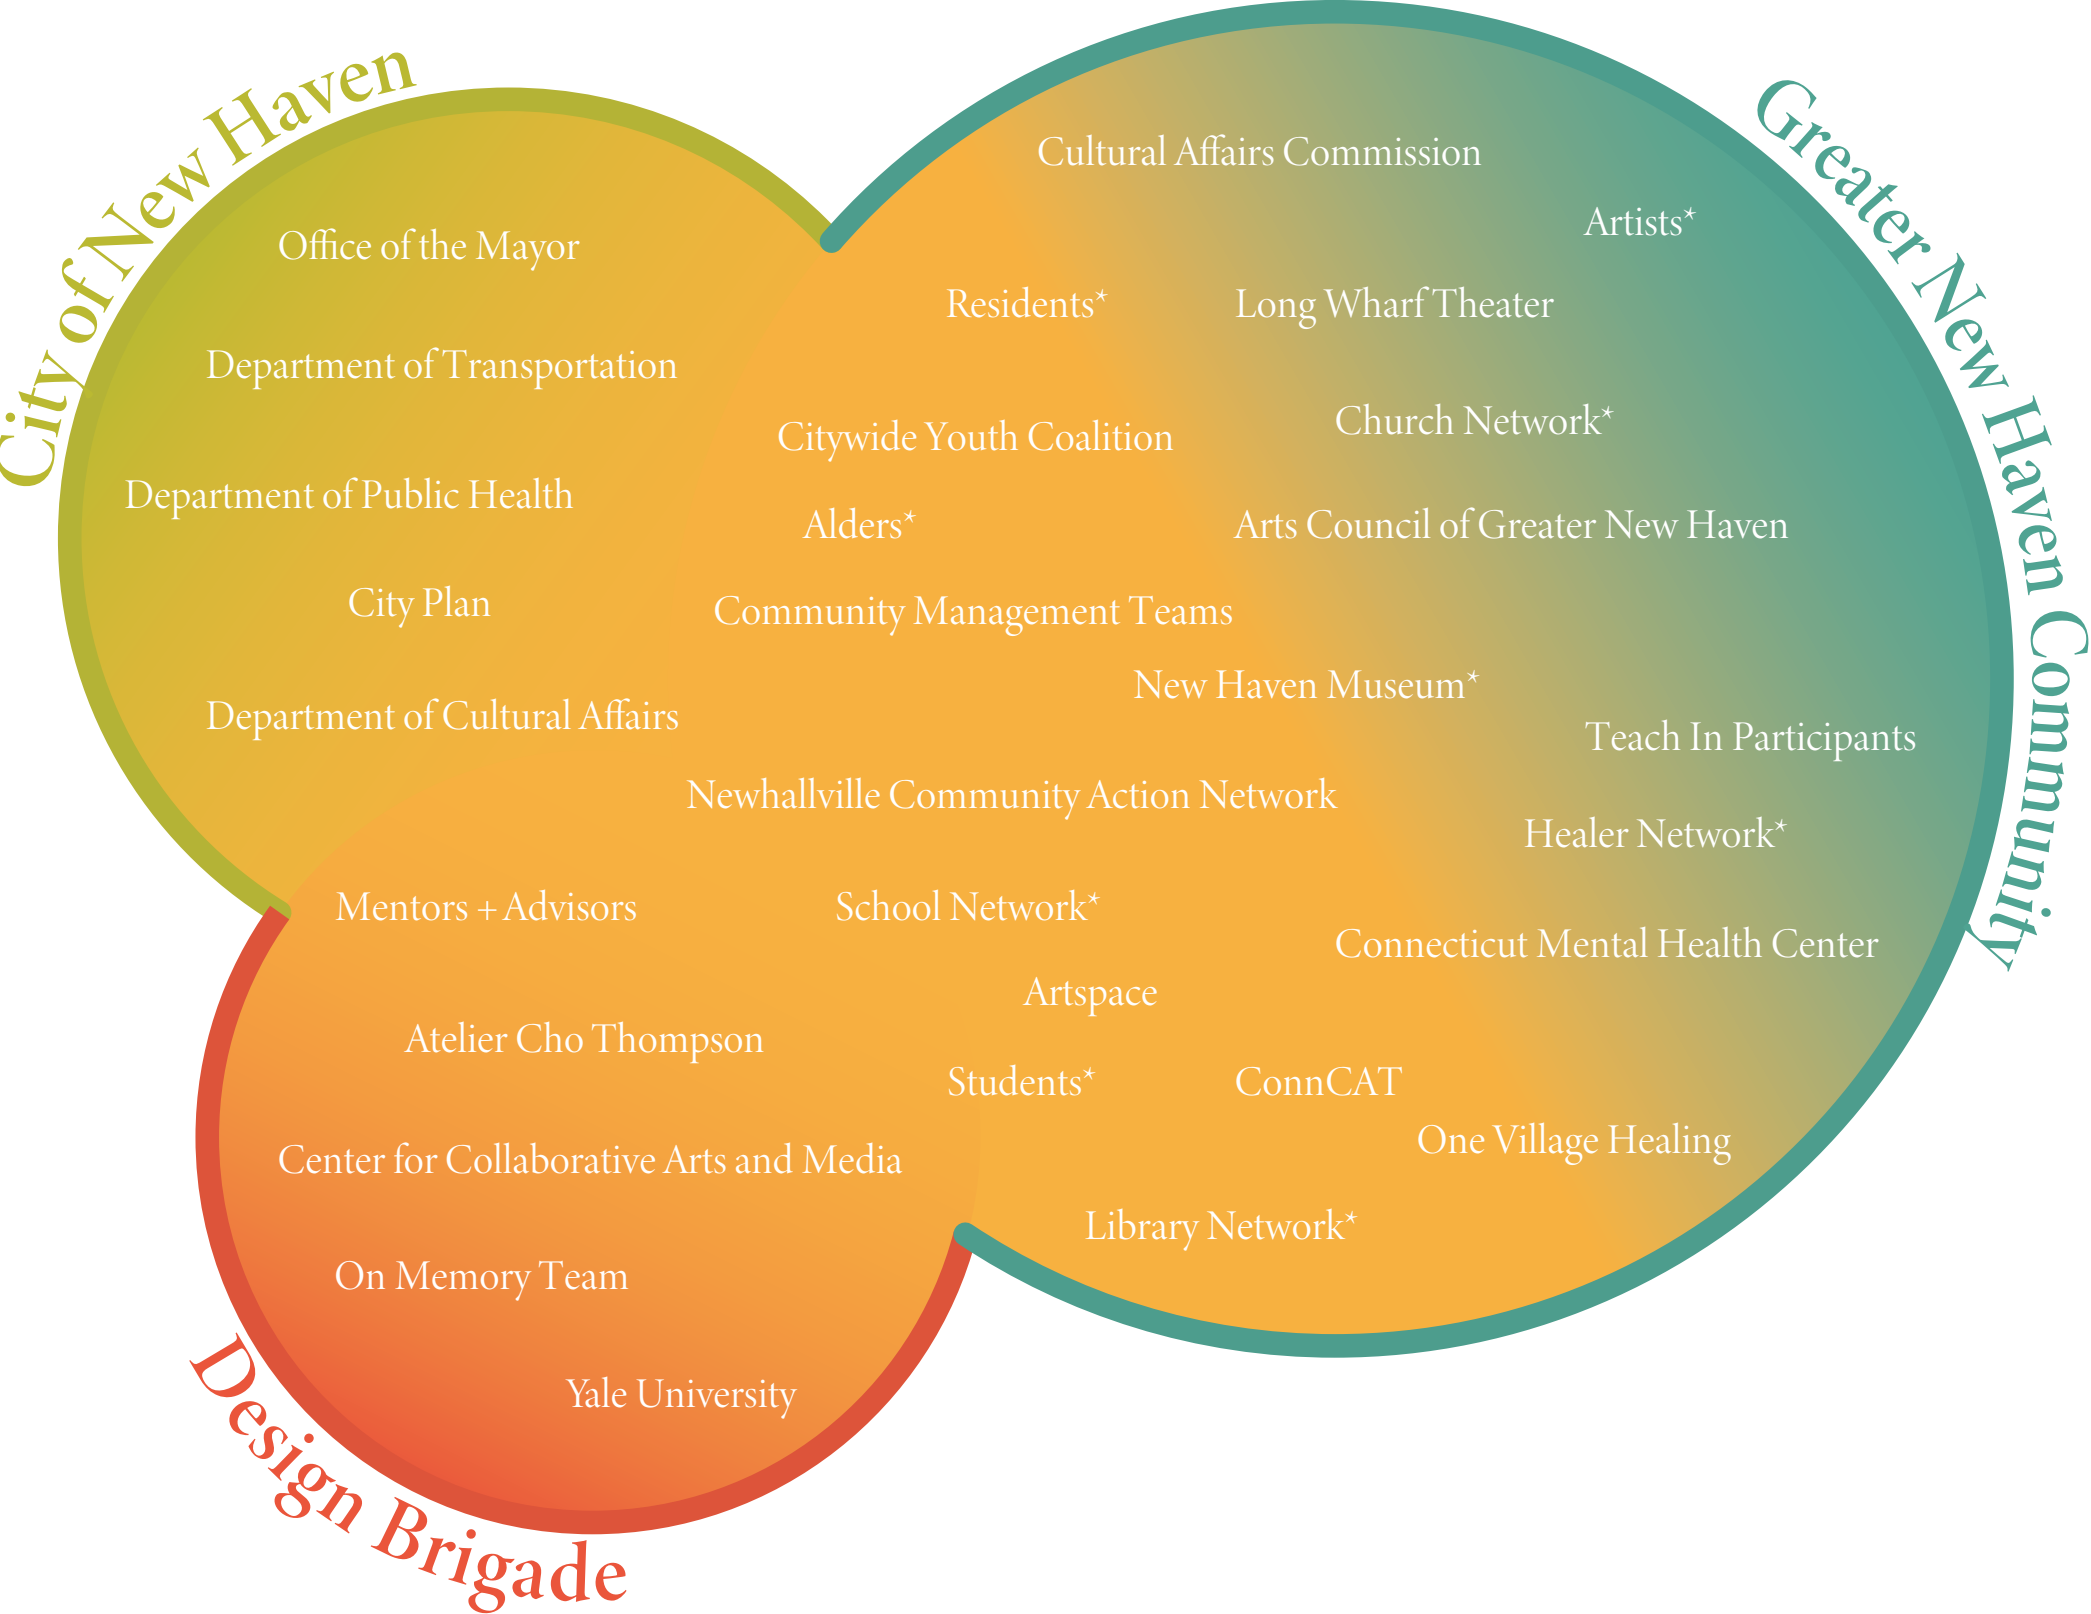 City of New Haven
Office of the Mayor
Department of Transportation
Department of Public Health
City Plan
Department of Cultural Affairs
Greater New Haven Community
Cultural Affairs Commission
Artists*
Residents*
Long Wharf Theater
Church Network*
Citywide Youth Coalition
Alders*
Arts Council of Greater New Haven
Community Management Teams
New Haven Museum*
Teach In Participants
Newhallville Community Action Network
Healer Network*
School Network*
Connecticut Mental Health Center
Artspace
Students*
ConnCAT
One Village Healing
Library Network*
Design Brigade
Mentors + Advisors
Atelier Cho Thompson
Center for Collaborative Arts and Media
On Memory Team
Yale University